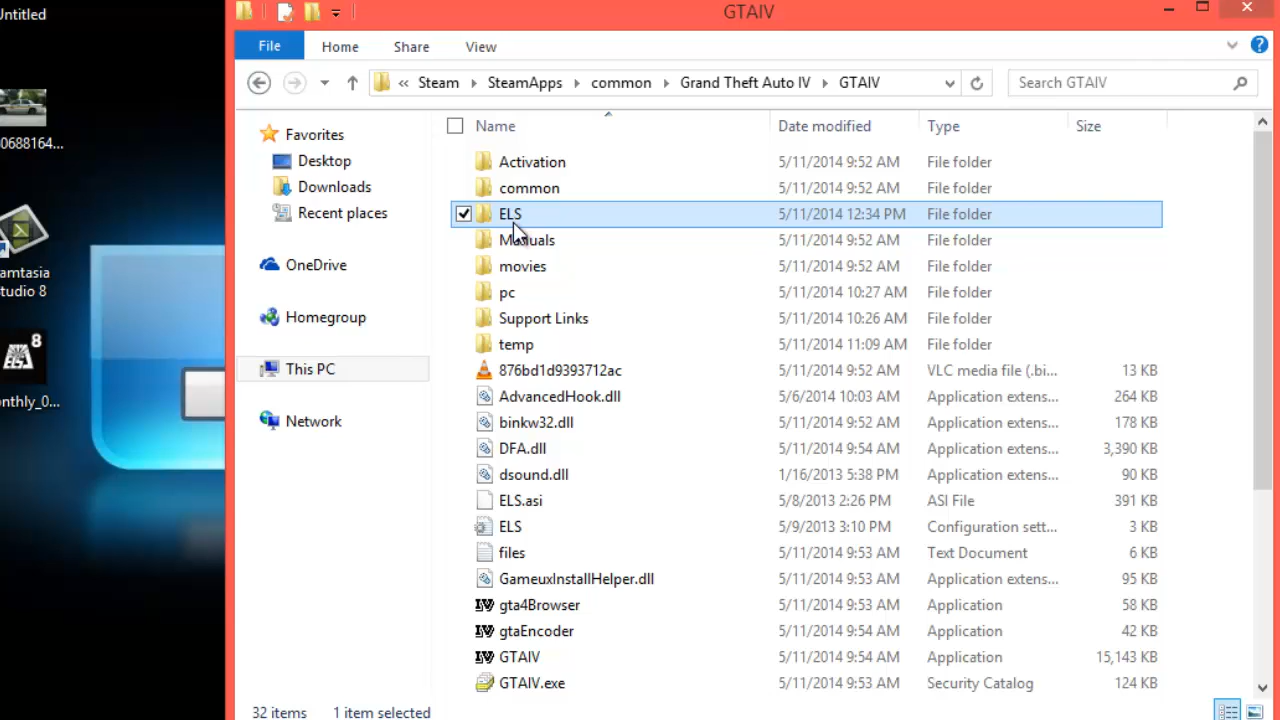 Untitled
0688164...
amtasia
tudio 8
8
ELS
nthly_0...
GTAIV
File Home Share View
« Steam SteamApps common Grand Theft Auto IV GTAIV
Search GTAIV
Favorites
Desktop
Downloads
Recent places
OneDrive
Homegroup
This PC
Network
Name Date modified Type Size
Activation 5/11/2014 9:52 AM File folder
common 5/11/2014 9:52 AM File folder
ELS 5/11/2014 12:34 PM File folder
Manuals 5/11/2014 9:52 AM File folder
movies 5/11/2014 9:52 AM File folder
pc 5/11/2014 10:27 AM File folder
Support Links 5/11/2014 10:26 AM File folder
temp 5/11/2014 11:09 AM File folder
876bd1d9393712ac 5/11/2014 9:52 AM VLC media file (.bi... 13 KB
AdvancedHook.dll 5/6/2014 10:03 AM Application extens... 264 KB
binkw32.dll 5/11/2014 9:52 AM Application extens... 178 KB
DFA.dll 5/11/2014 9:54 AM Application extens... 3,390 KB
dsound.dll 1/16/2013 5:38 PM Application extens... 90 KB
ELS.asi 5/8/2013 2:26 PM ASI File 391 KB
ELS 5/9/2013 3:10 PM Configuration sett... 3 KB
files 5/11/2014 9:53 AM Text Document 6 KB
GameuxInstallHelper.dll 5/11/2014 9:53 AM Application extens... 95 KB
gta4Browser 5/11/2014 9:53 AM Application 58 KB
gtaEncoder 5/11/2014 9:54 AM Application 42 KB
GTAIV 5/11/2014 9:54 AM Application 15,143 KB
GTAIV.exe 5/11/2014 9:53 AM Security Catalog 124 KB
32 items 1 item selected